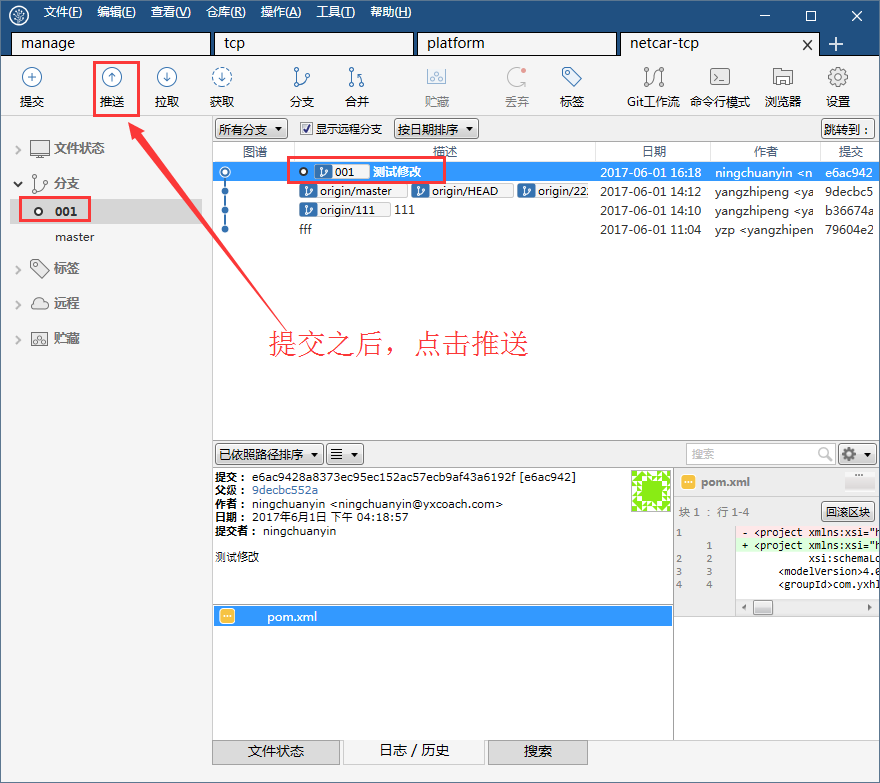 文件(F) 编辑(E) 查看(V) 仓库(R) 操作(A) 工具(T) 帮助(H)
manage tcp platform netcar-tcp
提交 推送 拉取 获取 分支 合并 贮藏 丢弃 标签 Git工作流 命令行模式 浏览器 设置
所有分支 显示远程分支 按日期排序 跳转到：
图谱 描述 日期 作者 提交
001 测试修改 2017-06-01 16:18 ningchuanyin <n e6ac942
origin/master origin/HEAD origin/22 2017-06-01 14:12 yangzhipeng <ya 9decbc5
origin/111 111 2017-06-01 14:10 yangzhipeng <ya b36674a
fff 2017-06-01 11:04 yzp <yangzhipen 79604e2
文件状态
分支
001
master
标签
远程
贮藏
提交之后，点击推送
已依照路径排序 搜索
提交： e6ac9428a8373ec95ec152ac57ecb9af43a6192f [e6ac942]
父级： 9decbc552a
作者： ningchuanyin <ningchuanyin@yxcoach.com>
日期： 2017年6月1日 下午 04:18:57
提交者： ningchuanyin
测试修改
pom.xml
pom.xml
块 1 ： 行 1-4 回滚区块
1 - <project xmlns:xsi="h
1 + <project xmlns:xsi="h
2 2 xsi:schemaLo
3 3 <modelVersion>4.0
4 4 <groupId>com.yxhl
文件状态 日志 / 历史 搜索